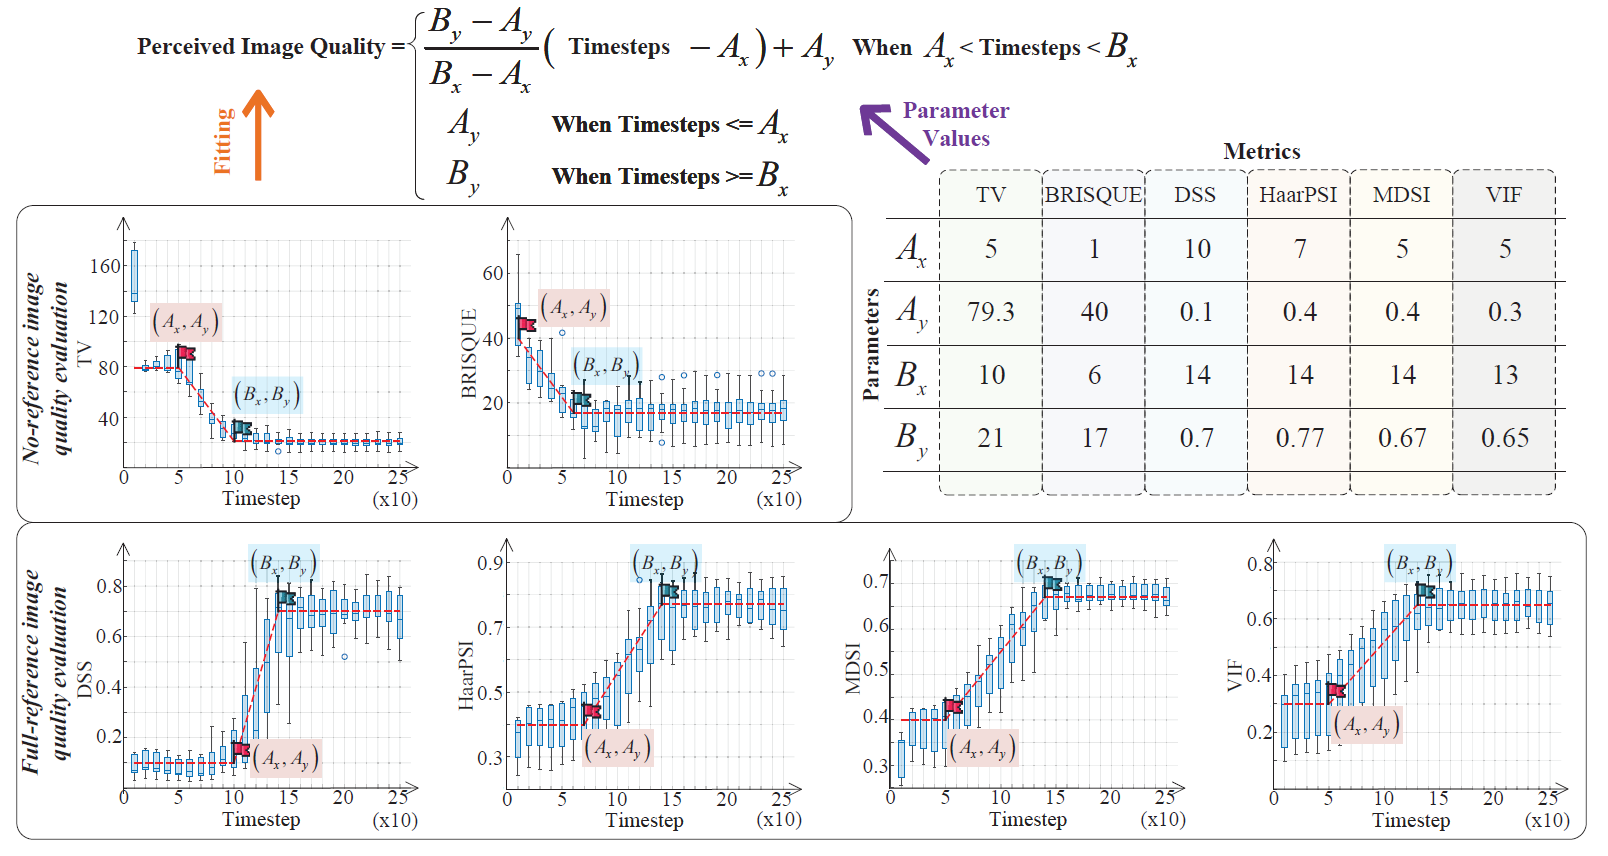 Perceived Image Quality =
B_y − A_y
B_x − A_x
( Timesteps − A_x ) + A_y When A_x < Timesteps < B_x
A_y When Timesteps <= A_x
B_y When Timesteps >= B_x
Fitting
Parameter
Values
Metrics
TV BRISQUE DSS HaarPSI MDSI VIF
Parameters
A_x 5 1 10 7 5 5
A_y 79.3 40 0.1 0.4 0.4 0.3
B_x 10 6 14 14 14 13
B_y 21 17 0.7 0.77 0.67 0.65
No-reference image
quality evaluation
TV
160
120
80
40
(A_x, A_y)
(B_x, B_y)
0 5 10 15 20 25
Timestep (x10)
BRISQUE
60
40
20
(A_x, A_y)
(B_x, B_y)
0 5 10 15 20 25
Timestep (x10)
Full-reference image
quality evaluation
DSS
0.8
0.6
0.4
0.2
(B_x, B_y)
(A_x, A_y)
0 5 10 15 20 25
Timestep (x10)
HaarPSI
0.9
0.7
0.5
0.3
(B_x, B_y)
(A_x, A_y)
0 5 10 15 20 25
Timestep (x10)
MDSI
0.7
0.6
0.5
0.4
0.3
(B_x, B_y)
(A_x, A_y)
0 5 10 15 20 25
Timestep (x10)
VIF
0.8
0.6
0.4
0.2
(B_x, B_y)
(A_x, A_y)
0 5 10 15 20 25
Timestep (x10)